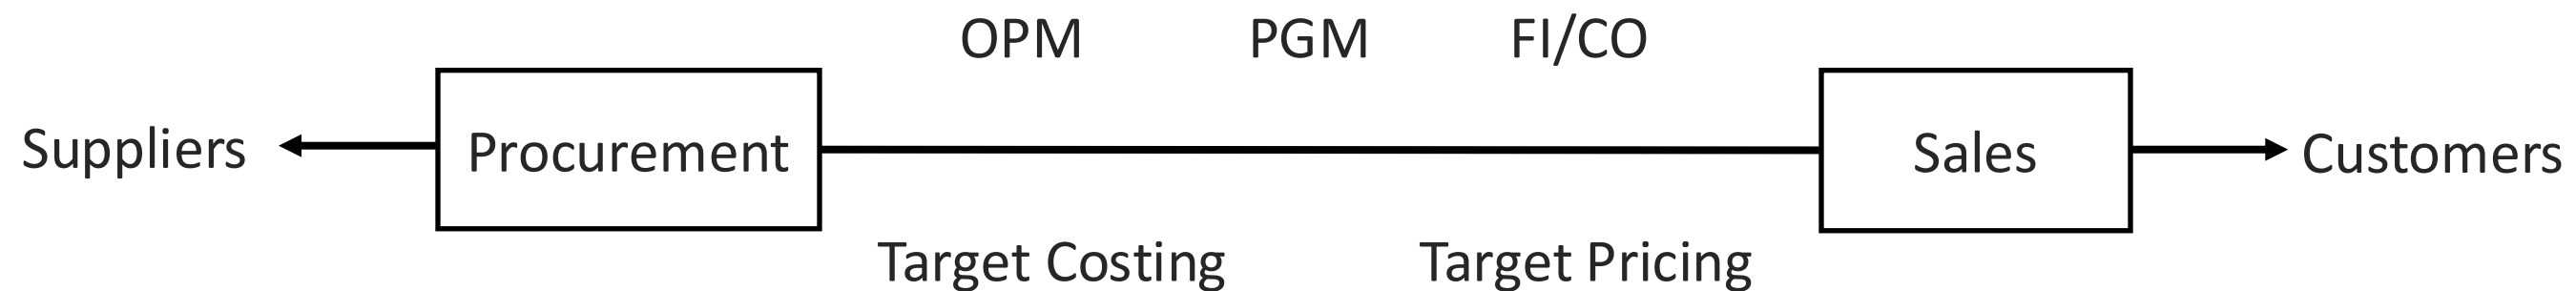 OPM PGM FI/CO
Suppliers Procurement Sales Customers
Target Costing Target Pricing